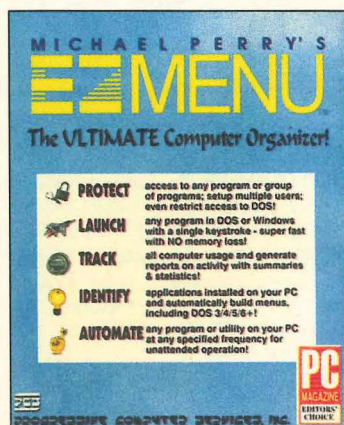 MICHAEL PERRY'S
EZMENU
The ULTIMATE Computer Organizer!
PROTECT access to any program or group
of programs; setup multiple users;
even restrict access to DOS!
LAUNCH any program in DOS or Windows
with a single keystroke - super fast
with NO memory loss!
TRACK all computer usage and generate
reports on activity with summaries
& statistics!
IDENTIFY applications installed on your PC
and automatically build menus,
including DOS 3/4/5/6+!
AUTOMATE any program or utility on your PC
at any specified frequency for
unattended operation!
PC
MAGAZINE
EDITORS'
CHOICE
PCS
PROGRESSIVE COMPUTER SERVICES, INC.